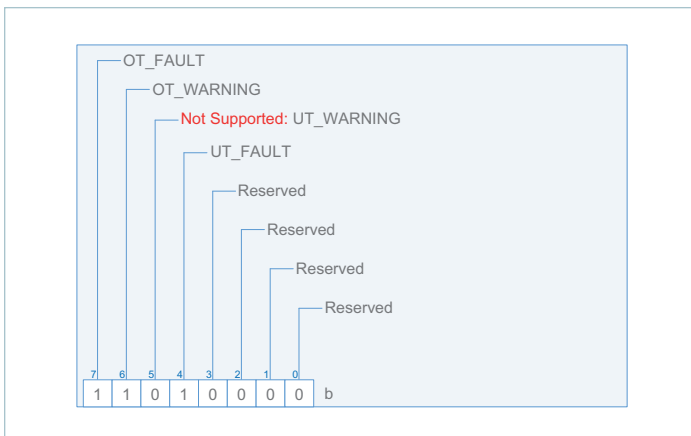 OT_FAULT
OT_WARNING
Not Supported: UT_WARNING
UT_FAULT
Reserved
Reserved
Reserved
Reserved
7 6 5 4 3 2 1 0
1 1 0 1 0 0 0 0 b